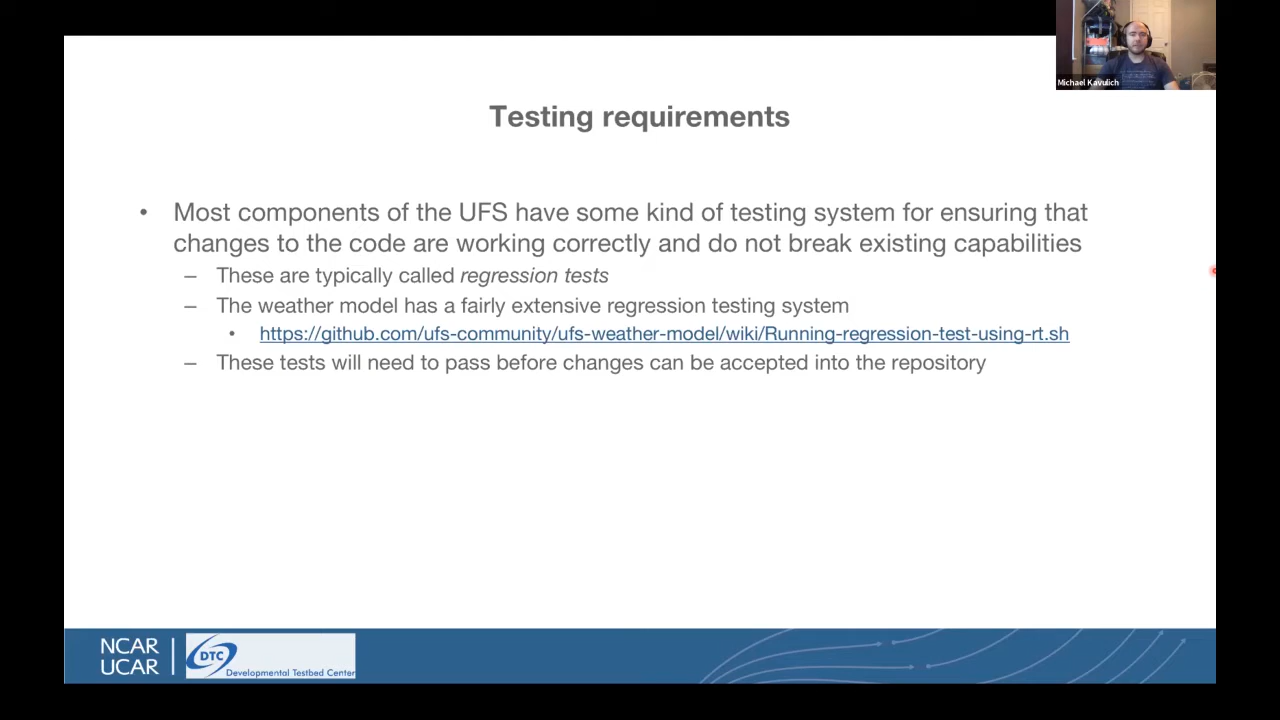 Michael Kavulich
Testing requirements
• Most components of the UFS have some kind of testing system for ensuring that
changes to the code are working correctly and do not break existing capabilities
– These are typically called regression tests
– The weather model has a fairly extensive regression testing system
• https://github.com/ufs-community/ufs-weather-model/wiki/Running-regression-test-using-rt.sh
– These tests will need to pass before changes can be accepted into the repository
NCAR
UCAR
DTC
Developmental Testbed Center